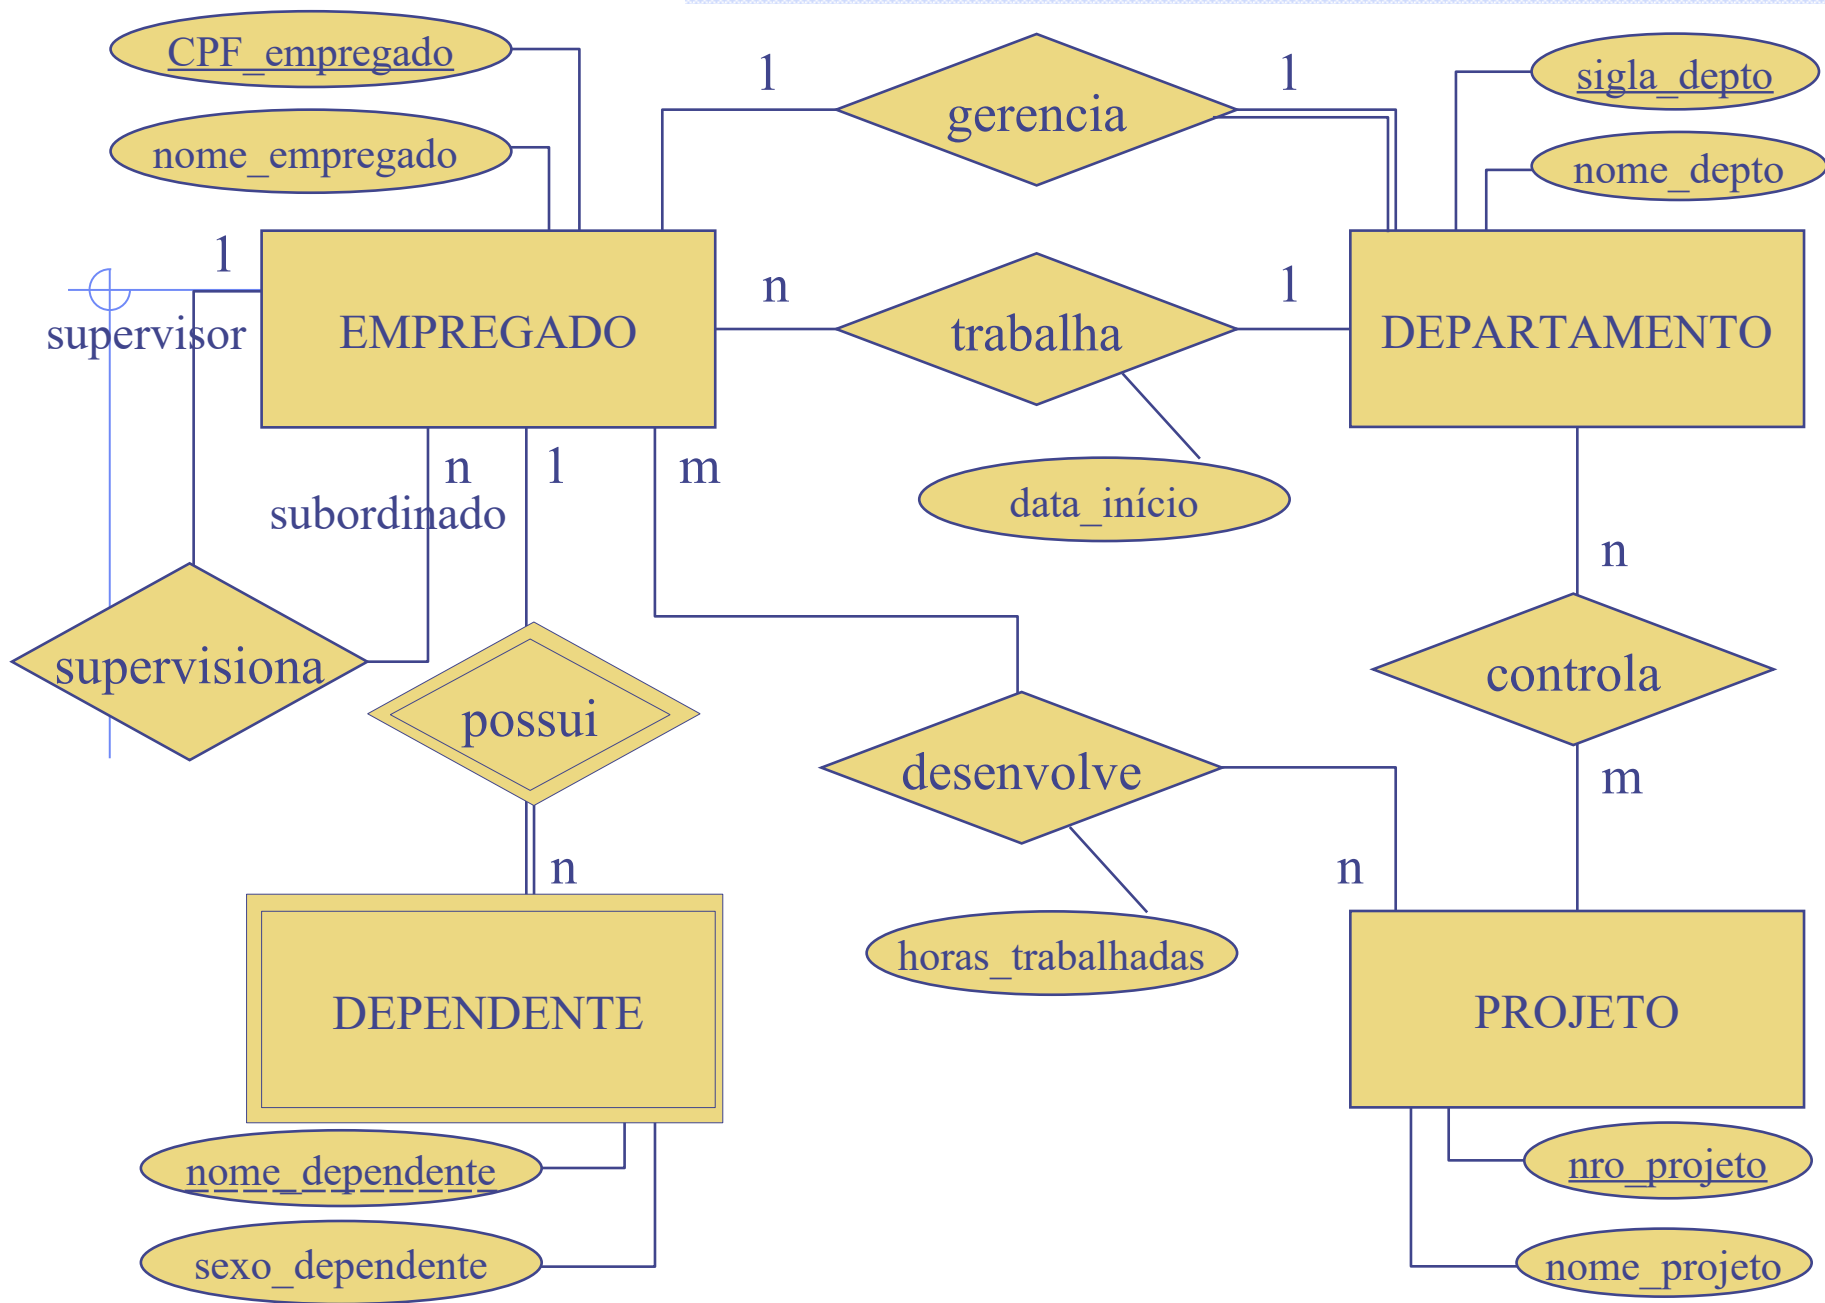 CPF_empregado
nome_empregado
1
gerencia
1
sigla_depto
nome_depto
1
supervisor
EMPREGADO
n
trabalha
1
DEPARTAMENTO
n
subordinado
1
m
data_início
n
supervisiona
possui
desenvolve
controla
m
n
horas_trabalhadas
n
DEPENDENTE
PROJETO
nome_dependente
sexo_dependente
nro_projeto
nome_projeto